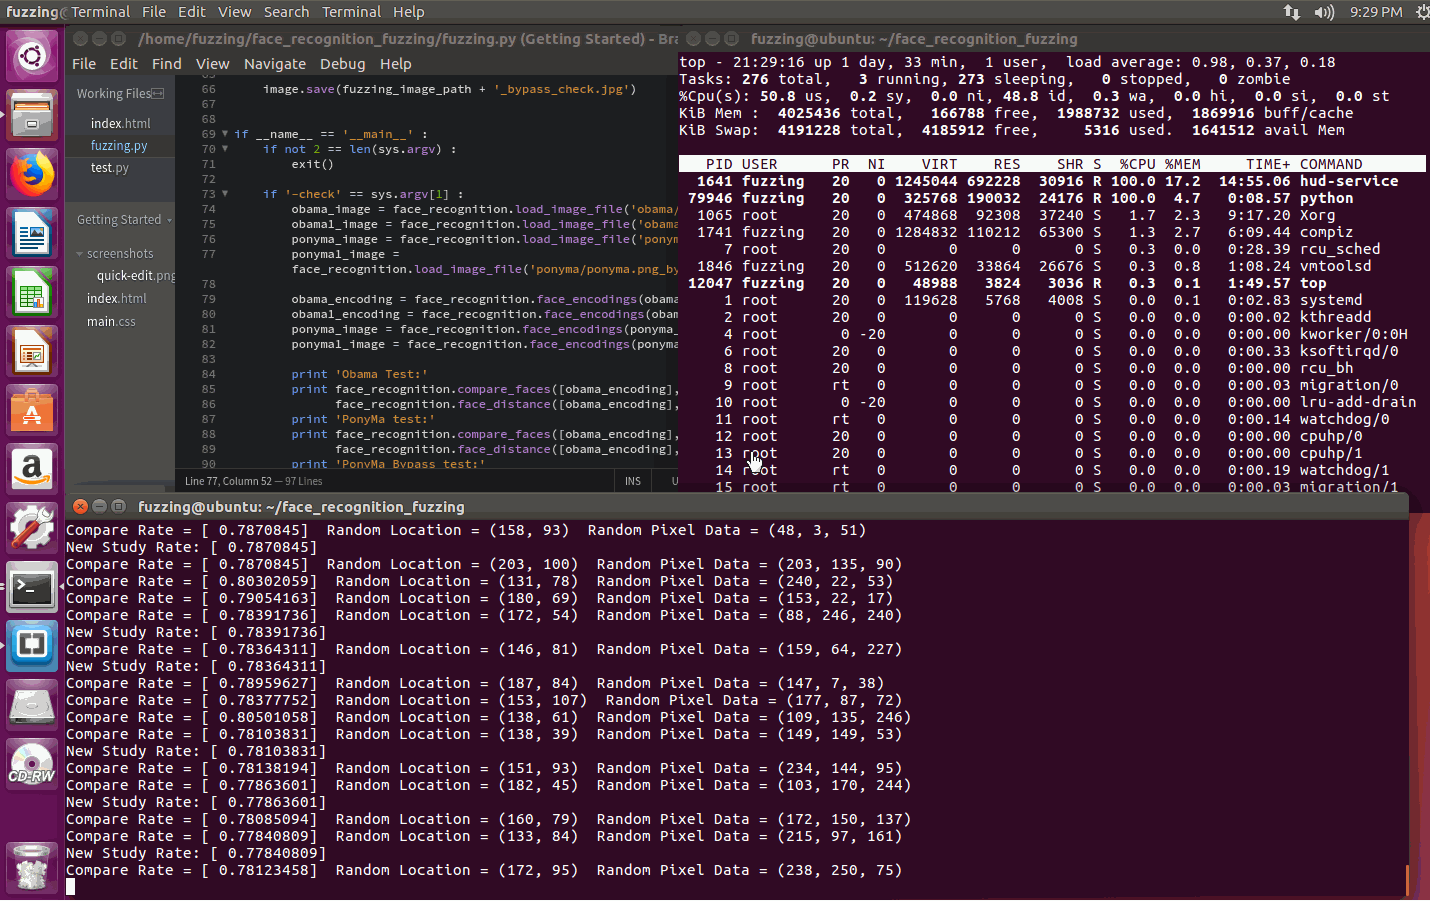 fuzzing Terminal File Edit View Search Terminal Help 9:29 PM
/home/fuzzing/face_recognition_fuzzing/fuzzing.py (Getting Started) - Bra
File Edit Find View Navigate Debug Help
Working Files
index.html
fuzzing.py
test.py
Getting Started
screenshots
quick-edit.png
index.html
main.css
65
66 image.save(fuzzing_image_path + '_bypass_check.jpg')
67
68
69 if __name__ == '__main__' :
70 if not 2 == len(sys.argv) :
71 exit()
72
73 if '-check' == sys.argv[1] :
74 obama_image = face_recognition.load_image_file('obama/
75 obama1_image = face_recognition.load_image_file('obama
76 ponyma_image = face_recognition.load_image_file('ponym
77 ponyma1_image =
face_recognition.load_image_file('ponyma/ponyma.png_by
78
79 obama_encoding = face_recognition.face_encodings(obama
80 obama1_encoding = face_recognition.face_encodings(obam
81 ponyma_image = face_recognition.face_encodings(ponyma_
82 ponyma1_image = face_recognition.face_encodings(ponyma
83
84 print 'Obama Test:'
85 print face_recognition.compare_faces([obama_encoding],
86 face_recognition.face_distance([obama_encoding],
87 print 'PonyMa test:'
88 print face_recognition.compare_faces([obama_encoding],
89 face_recognition.face_distance([obama_encoding],
90 print 'PonyMa Bypass test:'
Line 77, Column 52 — 97 Lines INS U
fuzzing@ubuntu: ~/face_recognition_fuzzing
top - 21:29:16 up 1 day, 33 min, 1 user, load average: 0.98, 0.37, 0.18
Tasks: 276 total, 3 running, 273 sleeping, 0 stopped, 0 zombie
%Cpu(s): 50.8 us, 0.2 sy, 0.0 ni, 48.8 id, 0.3 wa, 0.0 hi, 0.0 si, 0.0 st
KiB Mem : 4025436 total, 166788 free, 1988732 used, 1869916 buff/cache
KiB Swap: 4191228 total, 4185912 free, 5316 used. 1641512 avail Mem
PID USER PR NI VIRT RES SHR S %CPU %MEM TIME+ COMMAND
1641 fuzzing 20 0 1245044 692228 30916 R 100.0 17.2 14:55.06 hud-service
79946 fuzzing 20 0 325768 190032 24176 R 100.0 4.7 0:08.57 python
1065 root 20 0 474868 92308 37240 S 1.7 2.3 9:17.20 Xorg
1741 fuzzing 20 0 1284832 110212 65300 S 1.3 2.7 6:09.44 compiz
7 root 20 0 0 0 0 S 0.3 0.0 0:28.39 rcu_sched
1846 fuzzing 20 0 512620 33864 26676 S 0.3 0.8 1:08.24 vmtoolsd
12047 fuzzing 20 0 48988 3824 3036 R 0.3 0.1 1:49.57 top
1 root 20 0 119628 5768 4008 S 0.0 0.1 0:02.83 systemd
2 root 20 0 0 0 0 S 0.0 0.0 0:00.02 kthreadd
4 root 0 -20 0 0 0 S 0.0 0.0 0:00.00 kworker/0:0H
6 root 20 0 0 0 0 S 0.0 0.0 0:00.33 ksoftirqd/0
8 root 20 0 0 0 0 S 0.0 0.0 0:00.00 rcu_bh
9 root rt 0 0 0 0 S 0.0 0.0 0:00.03 migration/0
10 root 0 -20 0 0 0 S 0.0 0.0 0:00.00 lru-add-drain
11 root rt 0 0 0 0 S 0.0 0.0 0:00.14 watchdog/0
12 root 20 0 0 0 0 S 0.0 0.0 0:00.00 cpuhp/0
13 root 20 0 0 0 0 S 0.0 0.0 0:00.00 cpuhp/1
14 root rt 0 0 0 0 S 0.0 0.0 0:00.19 watchdog/1
15 root rt 0 0 0 0 S 0.0 0.0 0:00.03 migration/1
fuzzing@ubuntu: ~/face_recognition_fuzzing
Compare Rate = [ 0.7870845] Random Location = (158, 93) Random Pixel Data = (48, 3, 51)
New Study Rate: [ 0.7870845]
Compare Rate = [ 0.7870845] Random Location = (203, 100) Random Pixel Data = (203, 135, 90)
Compare Rate = [ 0.80302059] Random Location = (131, 78) Random Pixel Data = (240, 22, 53)
Compare Rate = [ 0.79054163] Random Location = (180, 69) Random Pixel Data = (153, 22, 17)
Compare Rate = [ 0.78391736] Random Location = (172, 54) Random Pixel Data = (88, 246, 240)
New Study Rate: [ 0.78391736]
Compare Rate = [ 0.78364311] Random Location = (146, 81) Random Pixel Data = (159, 64, 227)
New Study Rate: [ 0.78364311]
Compare Rate = [ 0.78959627] Random Location = (187, 84) Random Pixel Data = (147, 7, 38)
Compare Rate = [ 0.78377752] Random Location = (153, 107) Random Pixel Data = (177, 87, 72)
Compare Rate = [ 0.80501058] Random Location = (138, 61) Random Pixel Data = (109, 135, 246)
Compare Rate = [ 0.78103831] Random Location = (138, 39) Random Pixel Data = (149, 149, 53)
New Study Rate: [ 0.78103831]
Compare Rate = [ 0.78138194] Random Location = (151, 93) Random Pixel Data = (234, 144, 95)
Compare Rate = [ 0.77863601] Random Location = (182, 45) Random Pixel Data = (103, 170, 244)
New Study Rate: [ 0.77863601]
Compare Rate = [ 0.78085094] Random Location = (160, 79) Random Pixel Data = (172, 150, 137)
Compare Rate = [ 0.77840809] Random Location = (133, 84) Random Pixel Data = (215, 97, 161)
New Study Rate: [ 0.77840809]
Compare Rate = [ 0.78123458] Random Location = (172, 95) Random Pixel Data = (238, 250, 75)
CD-RW